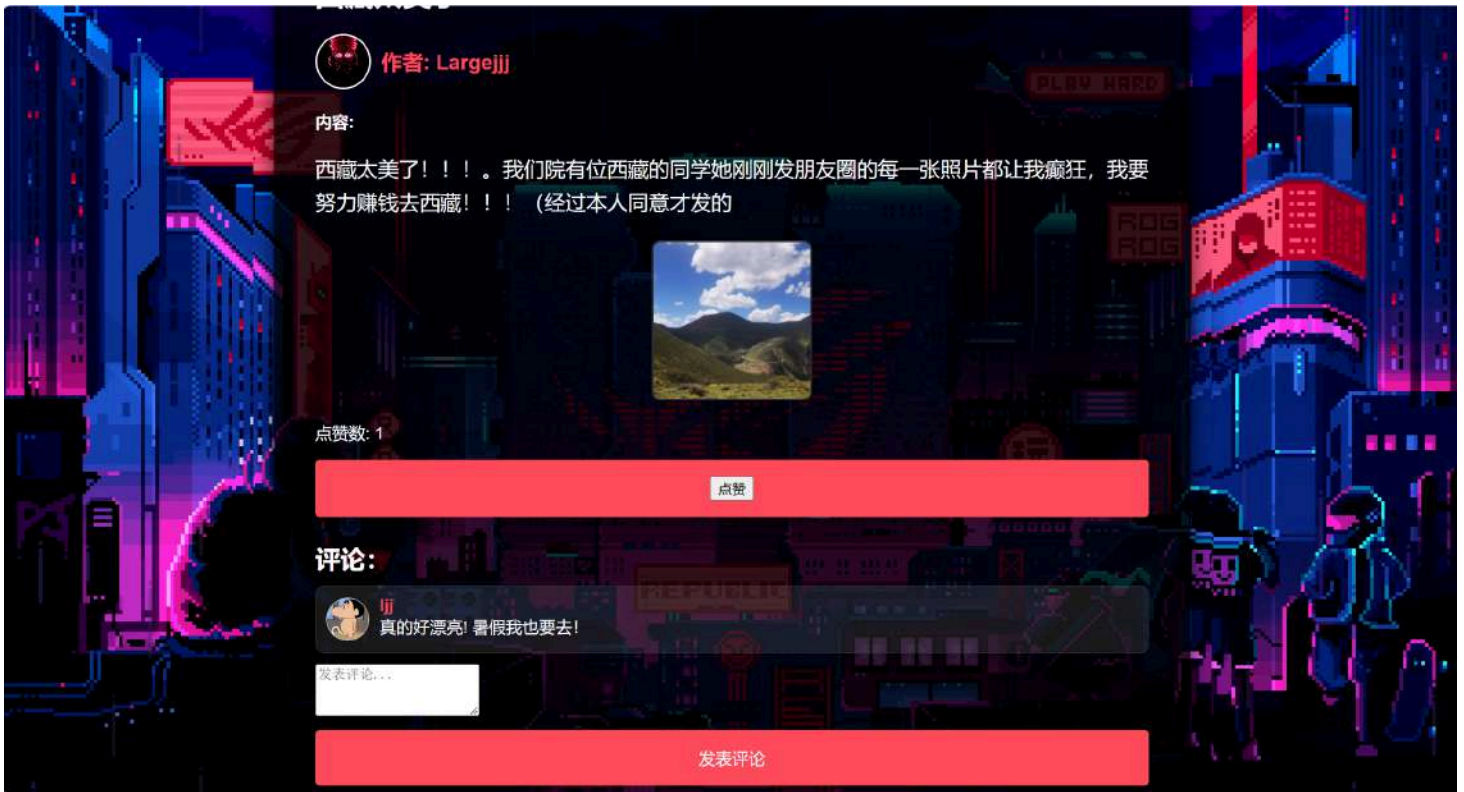 作者: Largejjj
PLAY HARD
内容:
西藏太美了！！！。我们院有位西藏的同学她刚刚发朋友圈的每一张照片都让我癫狂，我要
努力赚钱去西藏！！！（经过本人同意才发的
ROG
ROG
点赞数: 1
点赞
评论：
REPUBLIC
ljj
真的好漂亮! 暑假我也要去!
发表评论...
发表评论